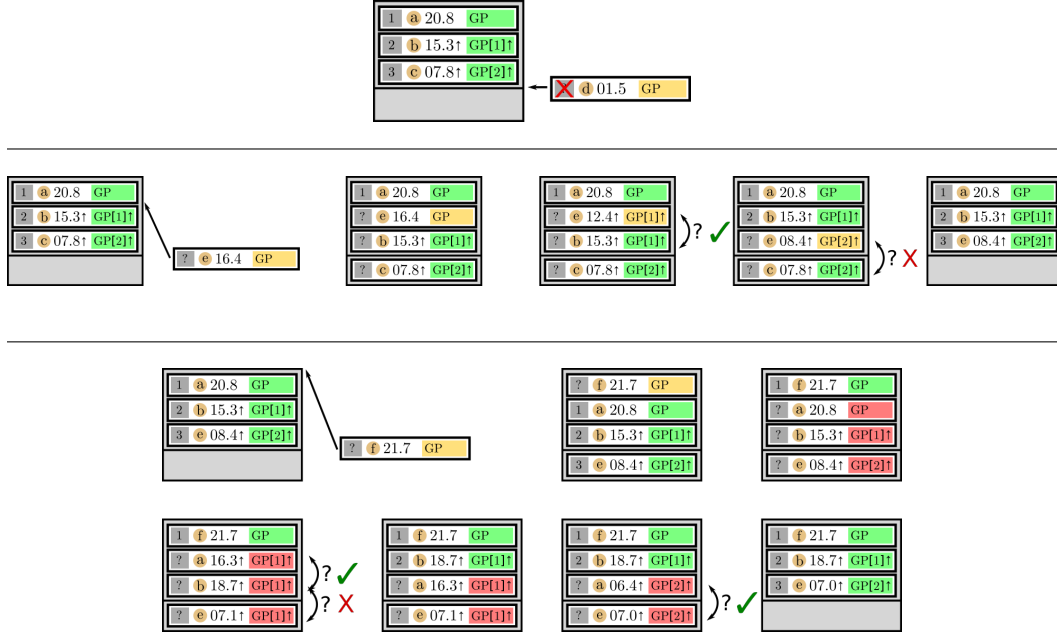 1 a 20.8 GP
2 b 15.3↑ GP[1]↑
3 c 07.8↑ GP[2]↑
? d 01.5 GP
1 a 20.8 GP
2 b 15.3↑ GP[1]↑
3 c 07.8↑ GP[2]↑
? e 16.4 GP
1 a 20.8 GP
? e 16.4 GP
? b 15.3↑ GP[1]↑
? c 07.8↑ GP[2]↑
1 a 20.8 GP
? e 12.4↑ GP[1]↑
? b 15.3↑ GP[1]↑
? c 07.8↑ GP[2]↑
? ✓
1 a 20.8 GP
2 b 15.3↑ GP[1]↑
? e 08.4↑ GP[2]↑
? c 07.8↑ GP[2]↑
? X
1 a 20.8 GP
2 b 15.3↑ GP[1]↑
3 e 08.4↑ GP[2]↑
1 a 20.8 GP
2 b 15.3↑ GP[1]↑
3 e 08.4↑ GP[2]↑
? f 21.7 GP
? f 21.7 GP
1 a 20.8 GP
2 b 15.3↑ GP[1]↑
3 e 08.4↑ GP[2]↑
1 f 21.7 GP
? a 20.8 GP
? b 15.3↑ GP[1]↑
? e 08.4↑ GP[2]↑
1 f 21.7 GP
? a 16.3↑ GP[1]↑
? b 18.7↑ GP[1]↑
? e 07.1↑ GP[1]↑
? ✓
? X
1 f 21.7 GP
2 b 18.7↑ GP[1]↑
? a 16.3↑ GP[1]↑
? e 07.1↑ GP[1]↑
1 f 21.7 GP
2 b 18.7↑ GP[1]↑
? a 06.4↑ GP[2]↑
? e 07.0↑ GP[2]↑
? ✓
1 f 21.7 GP
2 b 18.7↑ GP[1]↑
3 e 07.0↑ GP[2]↑